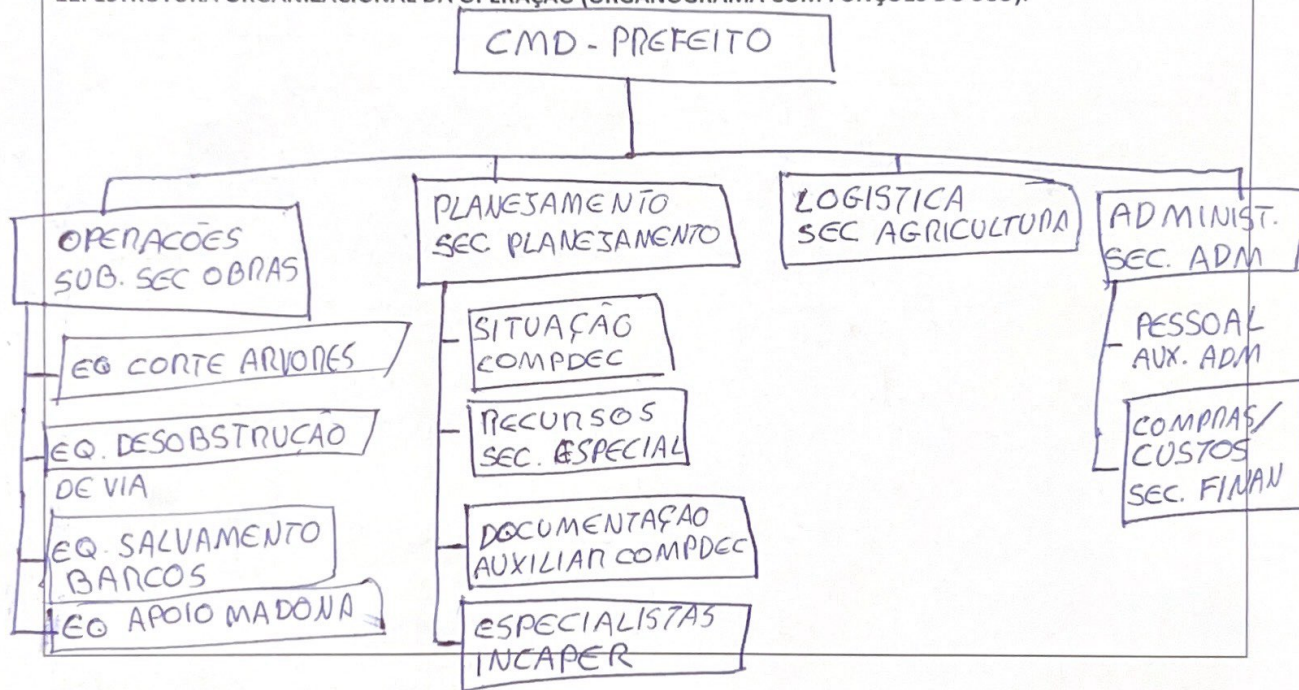 CMD - PREFEITO
OPERAÇÕES
SUB. SEC OBRAS
EQ CORTE ARVORES
EQ. DESOBSTRUCÃO
DE VIA
EQ. SALVAMENTO
BARCOS
EQ APOIO MADONA
PLANEJAMENTO
SEC PLANEJAMENTO
SITUAÇÃO
COMPDEC
RECURSOS
SEC. ESPECIAL
DOCUMENTAÇAO
AUXILIAR COMPDEC
ESPECIALISTAS
INCAPER
LOGISTICA
SEC AGRICULTURA
ADMINIST.
SEC. ADM
PESSOAL
AUX. ADM
COMPRAS/
CUSTOS
SEC. FINAN